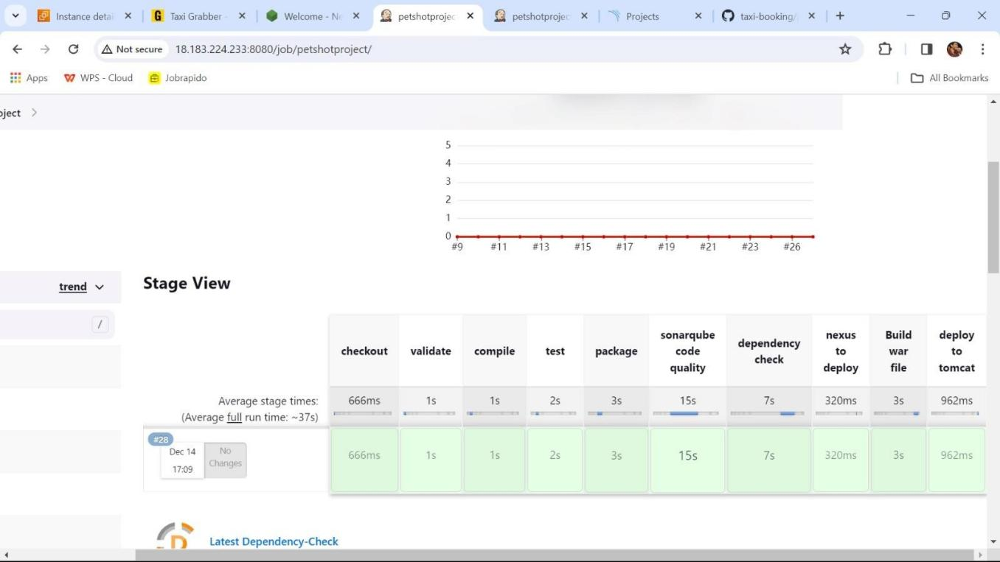 Instance detai
Taxi Grabber -
Welcome - Ne
petshotprojec
petshotprojec
Projects
taxi-booking/
Not secure
18.183.224.233:8080/job/petshotproject/
Apps
WPS - Cloud
Jobrapido
All Bookmarks
oject
5
4
3
2
1
0
#9 #11 #13 #15 #17 #19 #21 #23 #26
trend
/
Stage View
checkout
validate
compile
test
package
sonarqube
code
quality
dependency
check
nexus
to
deploy
Build
war
file
deploy
to
tomcat
Average stage times:
(Average full run time: ~37s)
666ms 1s 1s 2s 3s 15s 7s 320ms 3s 962ms
#28
Dec 14
17:09
No
Changes
666ms 1s 1s 2s 3s 15s 7s 320ms 3s 962ms
Latest Dependency-Check